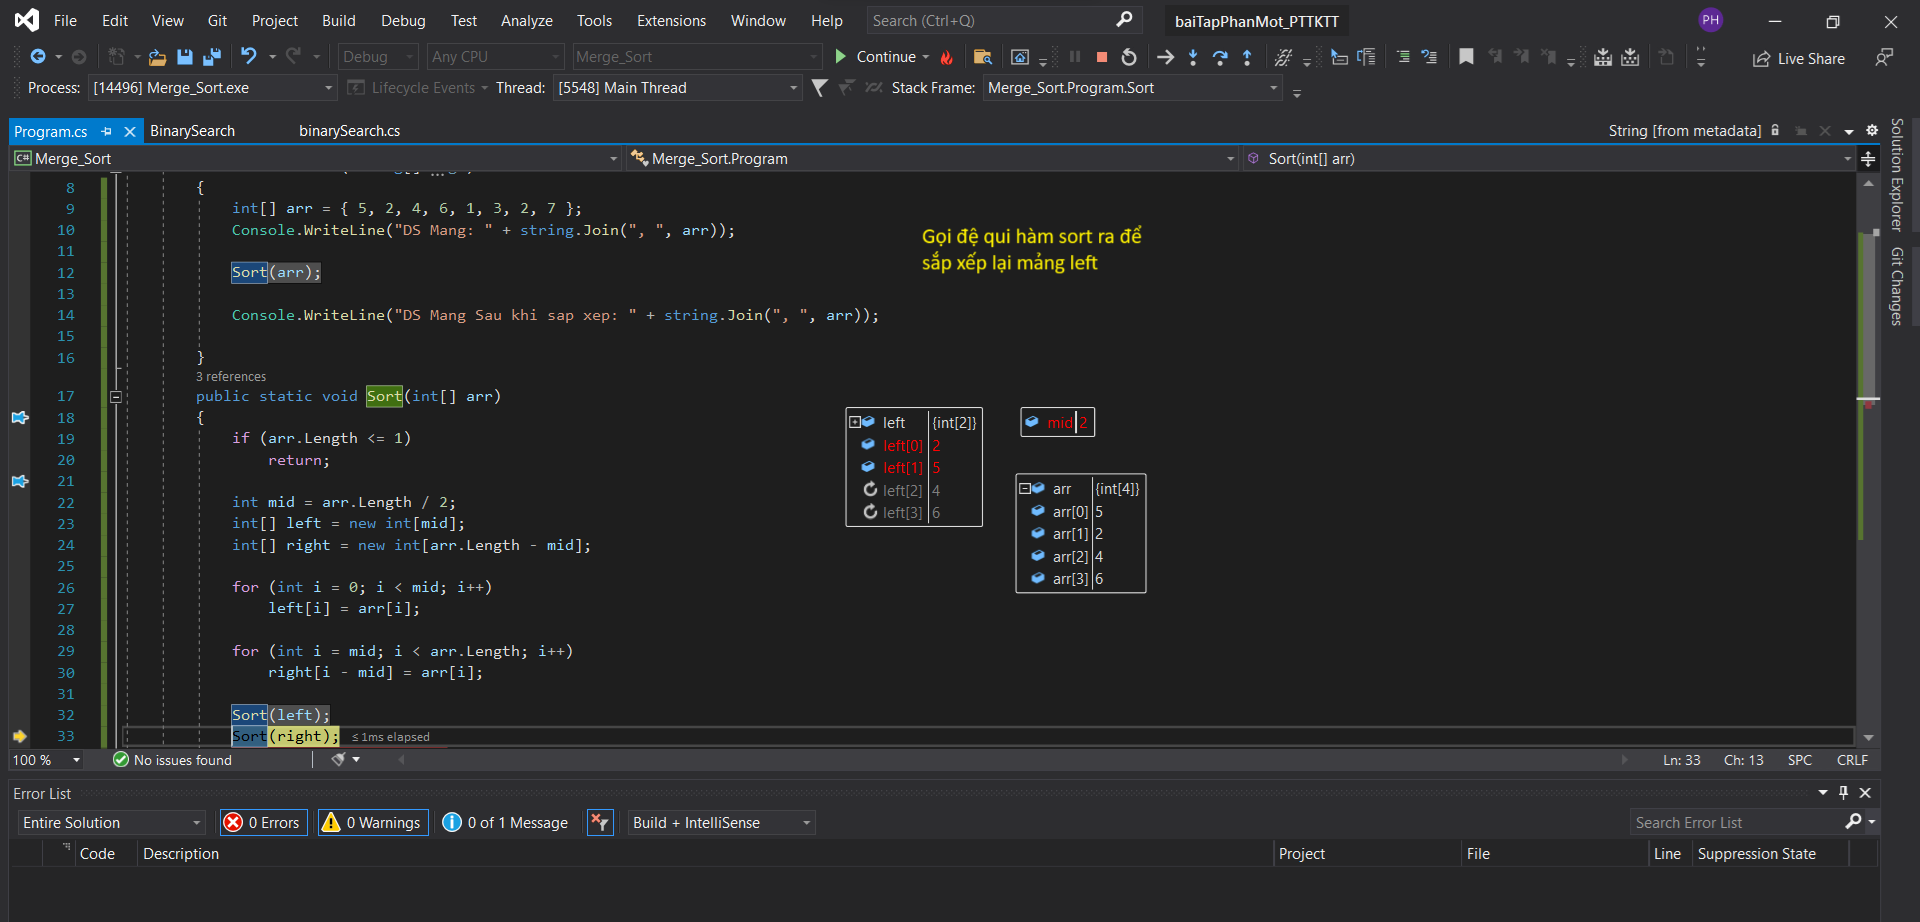 File Edit View Git Project Build Debug Test Analyze Tools Extensions Window Help Search (Ctrl+Q) baiTapPhanMot_PTTKTT PH
Debug Any CPU Merge_Sort Continue Live Share
Process: [14496] Merge_Sort.exe Lifecycle Events Thread: [5548] Main Thread Stack Frame: Merge_Sort.Program.Sort
Program.cs BinarySearch binarySearch.cs String [from metadata]
C# Merge_Sort Merge_Sort.Program Sort(int[] arr)
8 {
9 int[] arr = { 5, 2, 4, 6, 1, 3, 2, 7 };
10 Console.WriteLine("DS Mang: " + string.Join(", ", arr));
11
12 Sort(arr);
13
14 Console.WriteLine("DS Mang Sau khi sap xep: " + string.Join(", ", arr));
15
16 }
3 references
17 public static void Sort(int[] arr)
18 {
19 if (arr.Length <= 1)
20 return;
21
22 int mid = arr.Length / 2;
23 int[] left = new int[mid];
24 int[] right = new int[arr.Length - mid];
25
26 for (int i = 0; i < mid; i++)
27 left[i] = arr[i];
28
29 for (int i = mid; i < arr.Length; i++)
30 right[i - mid] = arr[i];
31
32 Sort(left);
33 Sort(right); ≤ 1ms elapsed
Gọi đệ qui hàm sort ra để
sắp xếp lại mảng left
left {int[2]}
left[0] 2
left[1] 5
left[2] 4
left[3] 6
mid 2
arr {int[4]}
arr[0] 5
arr[1] 2
arr[2] 4
arr[3] 6
Solution Explorer
Git Changes
100 % No issues found Ln: 33 Ch: 13 SPC CRLF
Error List
Entire Solution 0 Errors 0 Warnings 0 of 1 Message Build + IntelliSense Search Error List
Code Description Project File Line Suppression State